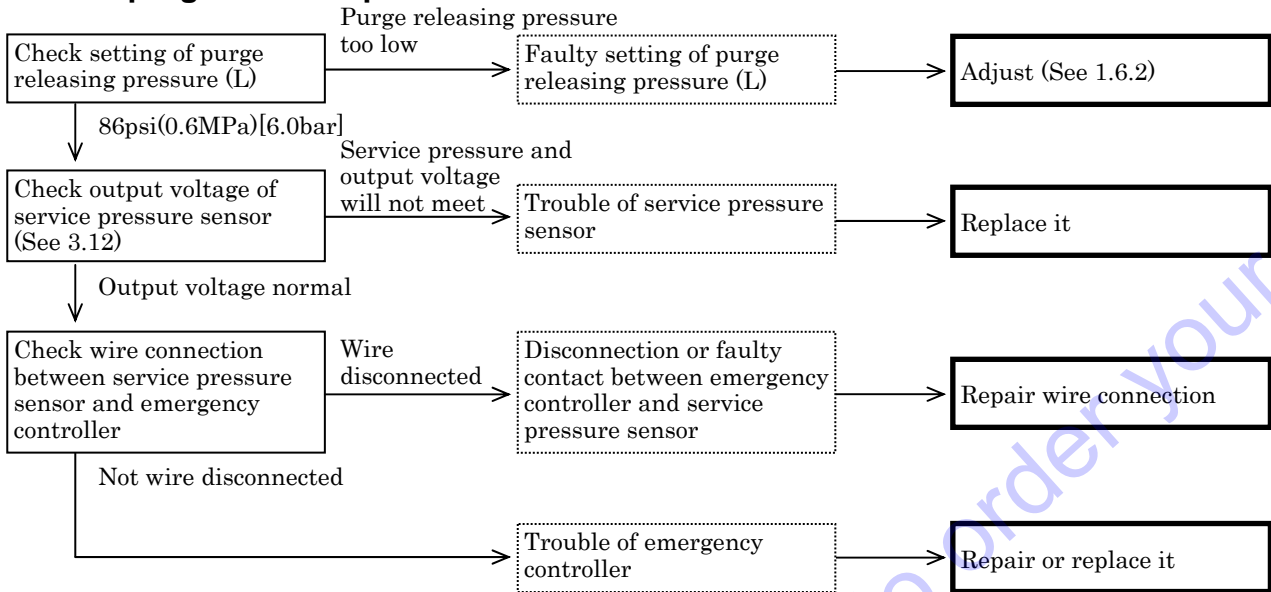 Purge releasing pressure
too low
Check setting of purge
releasing pressure (L)
Faulty setting of purge
releasing pressure (L)
Adjust (See 1.6.2)
86psi(0.6MPa)[6.0bar]
Service pressure and
output voltage
will not meet
Check output voltage of
service pressure sensor
(See 3.12)
Trouble of service pressure
sensor
Replace it
Output voltage normal
Check wire connection
between service pressure
sensor and emergency
controller
Wire
disconnected
Disconnection or faulty
contact between emergency
controller and service
pressure sensor
Repair wire connection
Not wire disconnected
Trouble of emergency
controller
Repair or replace it
order your